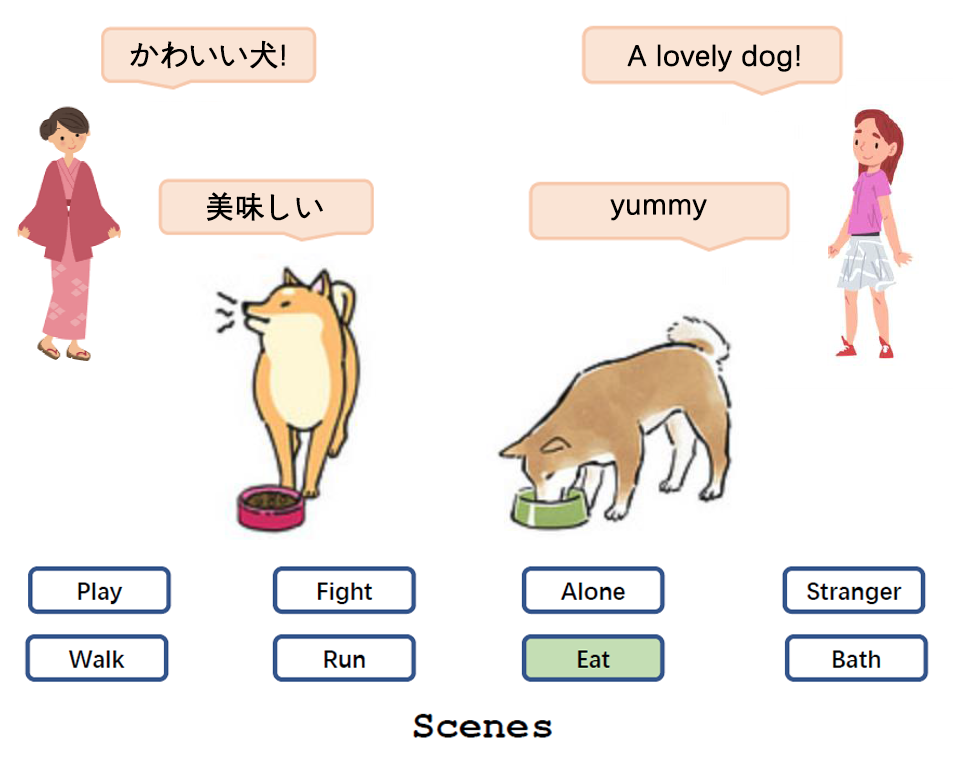 かわいい犬!
A lovely dog!
美味しい
yummy
Play
Fight
Alone
Stranger
Walk
Run
Eat
Bath
Scenes